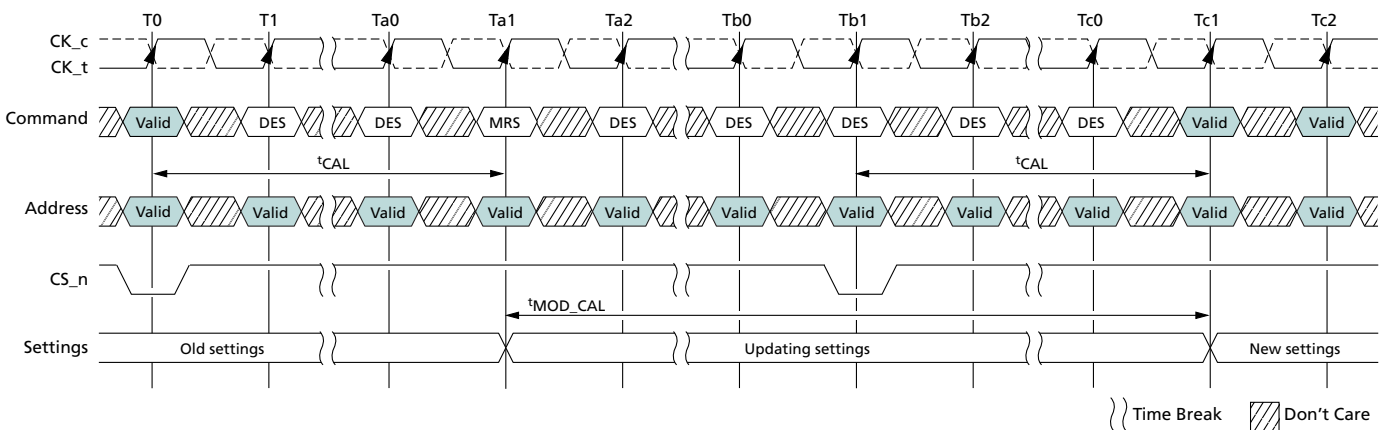 T0 T1 Ta0 Ta1 Ta2 Tb0 Tb1 Tb2 Tc0 Tc1 Tc2
CK_c
CK_t
Command Valid DES DES MRS DES DES DES DES DES Valid Valid
tCAL tCAL
Address Valid Valid Valid Valid Valid Valid Valid Valid Valid Valid Valid
CS_n
tMOD_CAL
Settings Old settings Updating settings New settings
Time Break Don't Care